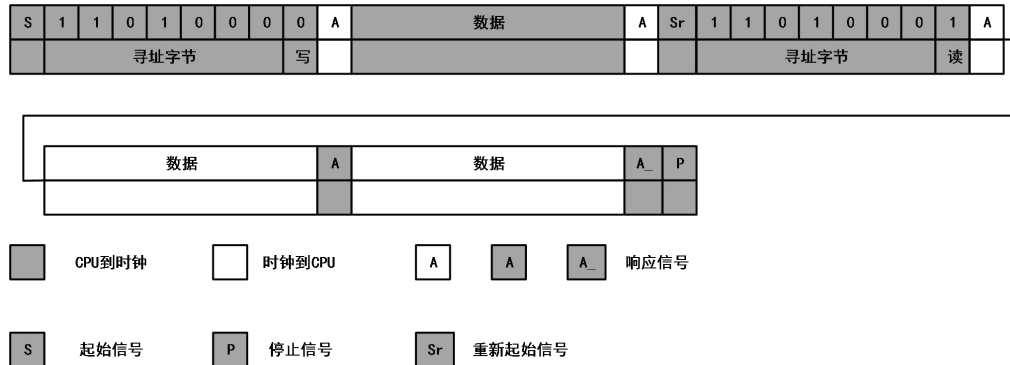 S 1 1 0 1 0 0 0 0 A 数据 A Sr 1 1 0 1 0 0 0 1 A
寻址字节 写 寻址字节 读
数据 A 数据 A_ P
CPU到时钟 时钟到CPU A A A_ 响应信号
S 起始信号 P 停止信号 Sr 重新起始信号